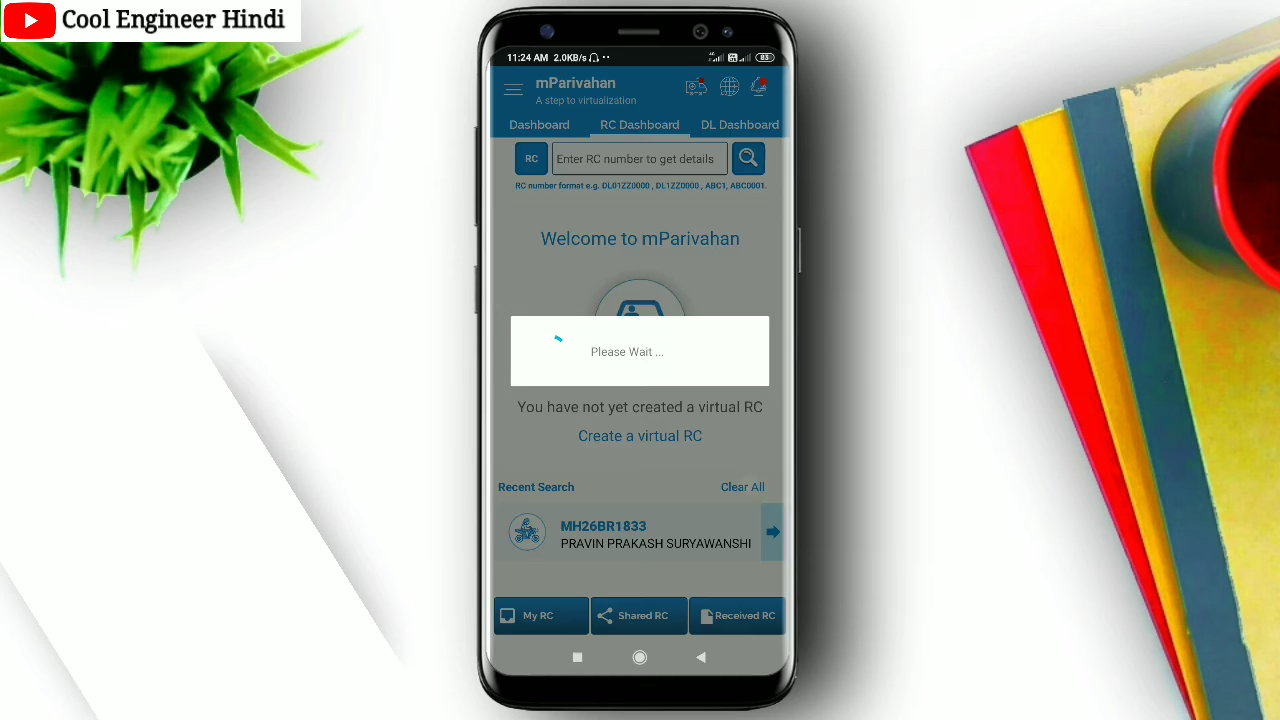 Cool Engineer Hindi
11:24 AM 2.0KB/s
83
mParivahan
A step to virtualization
Dashboard RC Dashboard DL Dashboard
RC Enter RC number to get details
RC number format e.g. DL01ZZ0000 , DL1ZZ0000 , ABC1, ABC0001.
Welcome to mParivahan
Please Wait ...
You have not yet created a virtual RC
Create a virtual RC
Recent Search Clear All
MH26BR1833
PRAVIN PRAKASH SURYAWANSHI
My RC Shared RC Received RC